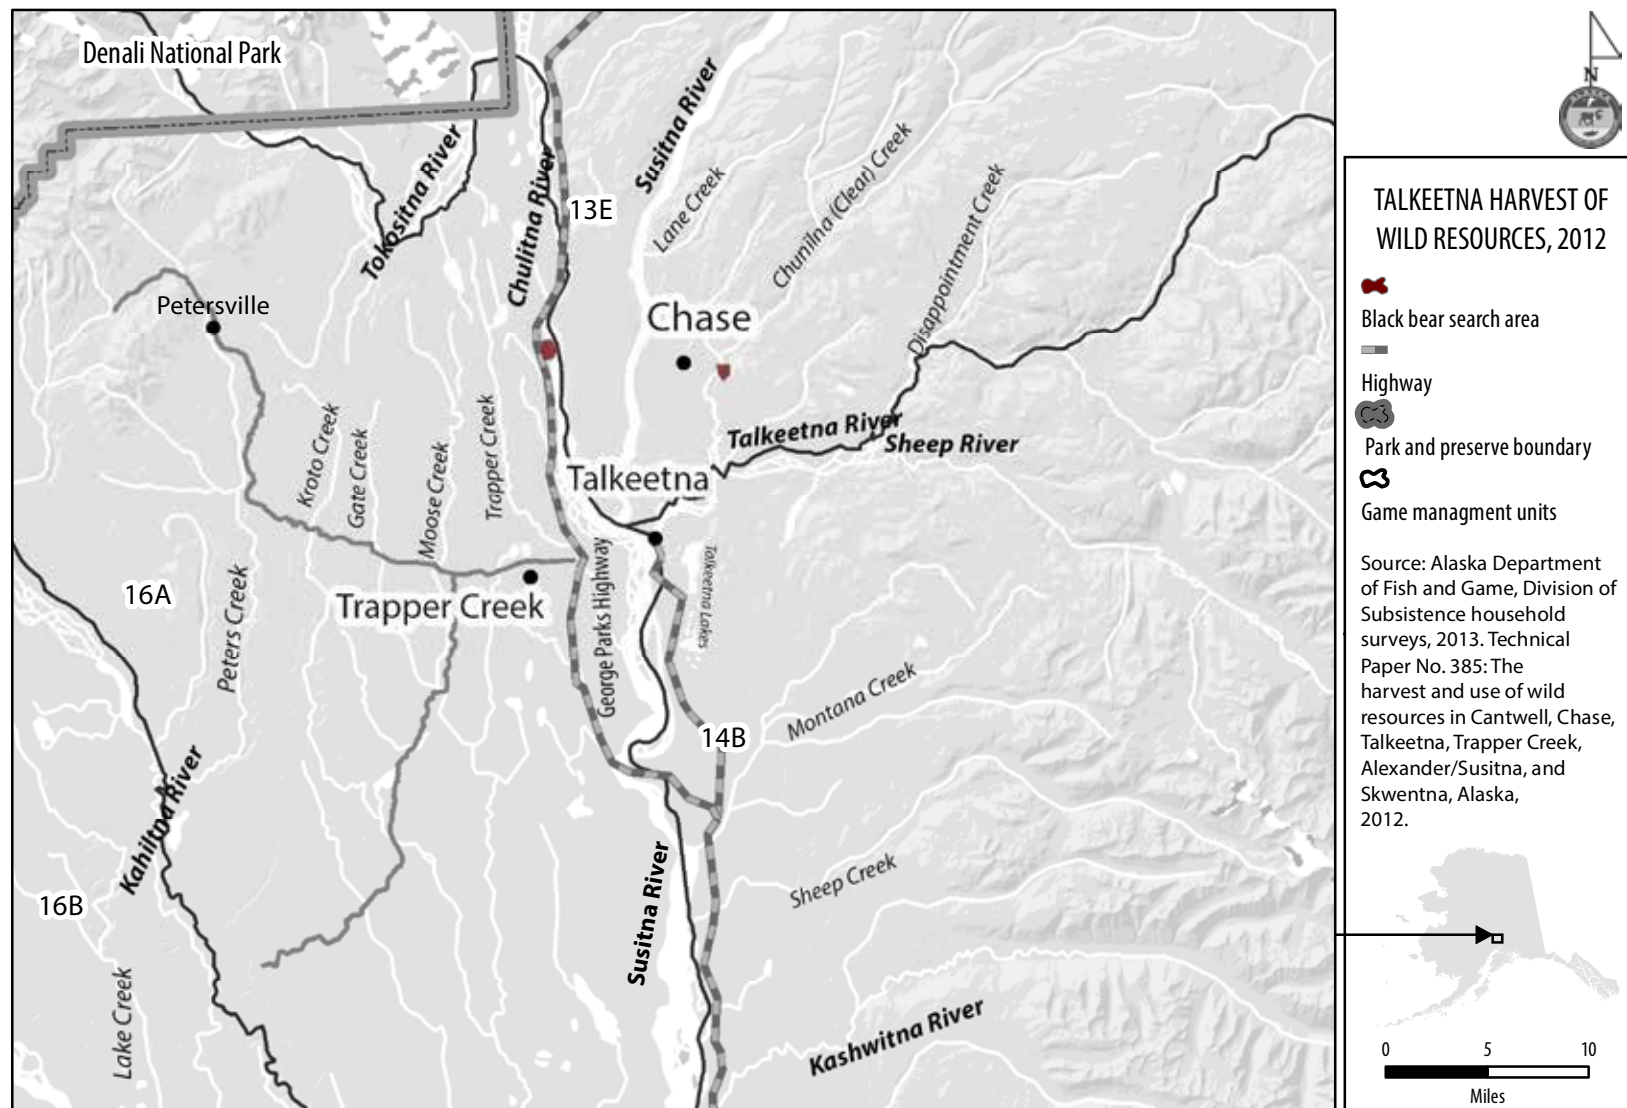 Denali National Park
Tokositna River
Chulitna River
Susitna River
Lane Creek
Chunilna (Clear) Creek
Disappointment Creek
13E
Petersville
Chase
Talkeetna River
Sheep River
Kroto Creek
Gate Creek
Moose Creek
Trapper Creek
Talkeetna
16A
Peters Creek
Trapper Creek
George Parks Highway
Talkeetna Lakes
Montana Creek
14B
Kahiltna River
16B
Sheep Creek
Susitna River
Lake Creek
Kashwitna River
N
ALASKA
TALKEETNA HARVEST OF
WILD RESOURCES, 2012
Black bear search area
Highway
Park and preserve boundary
Game managment units
Source: Alaska Department
of Fish and Game, Division of
Subsistence household
surveys, 2013. Technical
Paper No. 385: The
harvest and use of wild
resources in Cantwell, Chase,
Talkeetna, Trapper Creek,
Alexander/Susitna, and
Skwentna, Alaska,
2012.
0 5 10
Miles